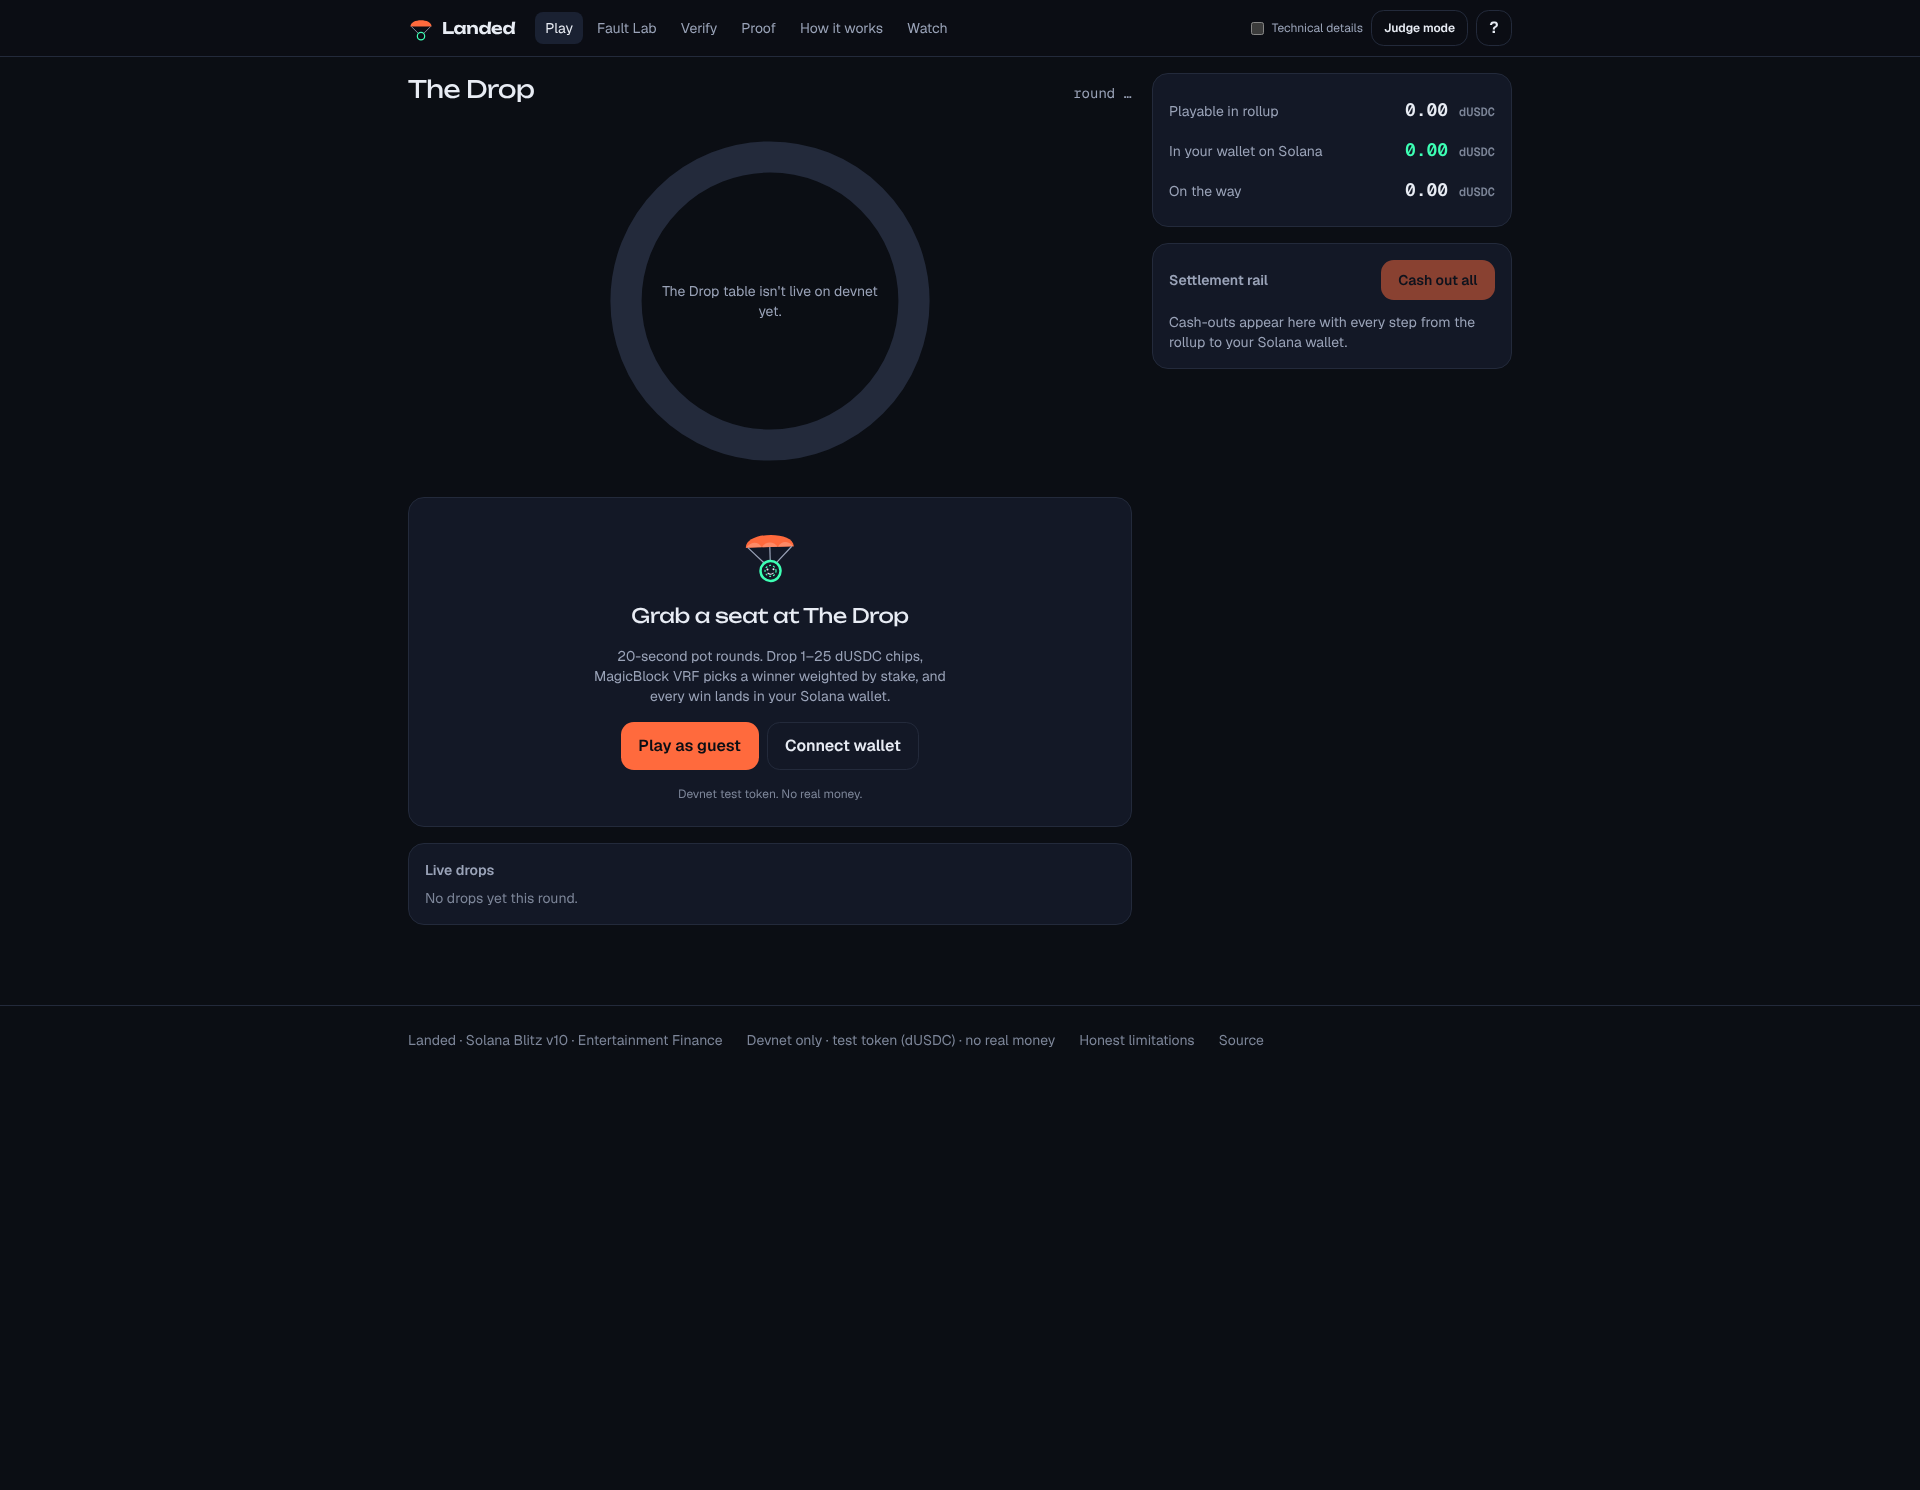 Landed
Play
Fault Lab
Verify
Proof
How it works
Watch
Technical details
Judge mode
?
The Drop
round …
The Drop table isn't live on devnet
yet.
Playable in rollup
0.00 dUSDC
In your wallet on Solana
0.00 dUSDC
On the way
0.00 dUSDC
Settlement rail
Cash out all
Cash-outs appear here with every step from the
rollup to your Solana wallet.
Grab a seat at The Drop
20-second pot rounds. Drop 1–25 dUSDC chips,
MagicBlock VRF picks a winner weighted by stake, and
every win lands in your Solana wallet.
Play as guest
Connect wallet
Devnet test token. No real money.
Live drops
No drops yet this round.
Landed · Solana Blitz v10 · Entertainment Finance
Devnet only · test token (dUSDC) · no real money
Honest limitations
Source